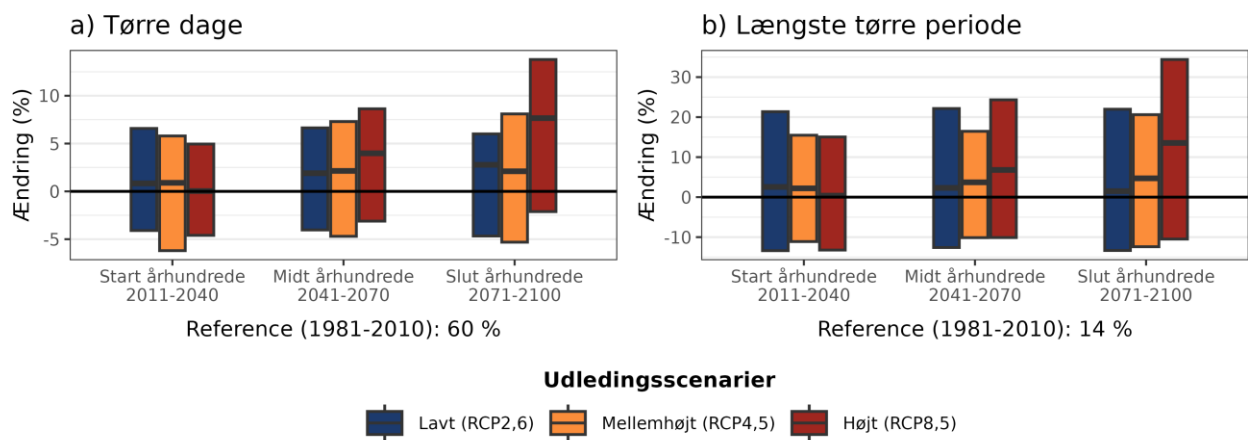 a) Tørre dage
Ændring (%)
10
5
0
-5
Start århundrede
2011-2040
Midt århundrede
2041-2070
Slut århundrede
2071-2100
Reference (1981-2010): 60 %
b) Længste tørre periode
Ændring (%)
30
20
10
0
-10
Start århundrede
2011-2040
Midt århundrede
2041-2070
Slut århundrede
2071-2100
Reference (1981-2010): 14 %
Udledingsscenarier
Lavt (RCP2,6)
Mellemhøjt (RCP4,5)
Højt (RCP8,5)